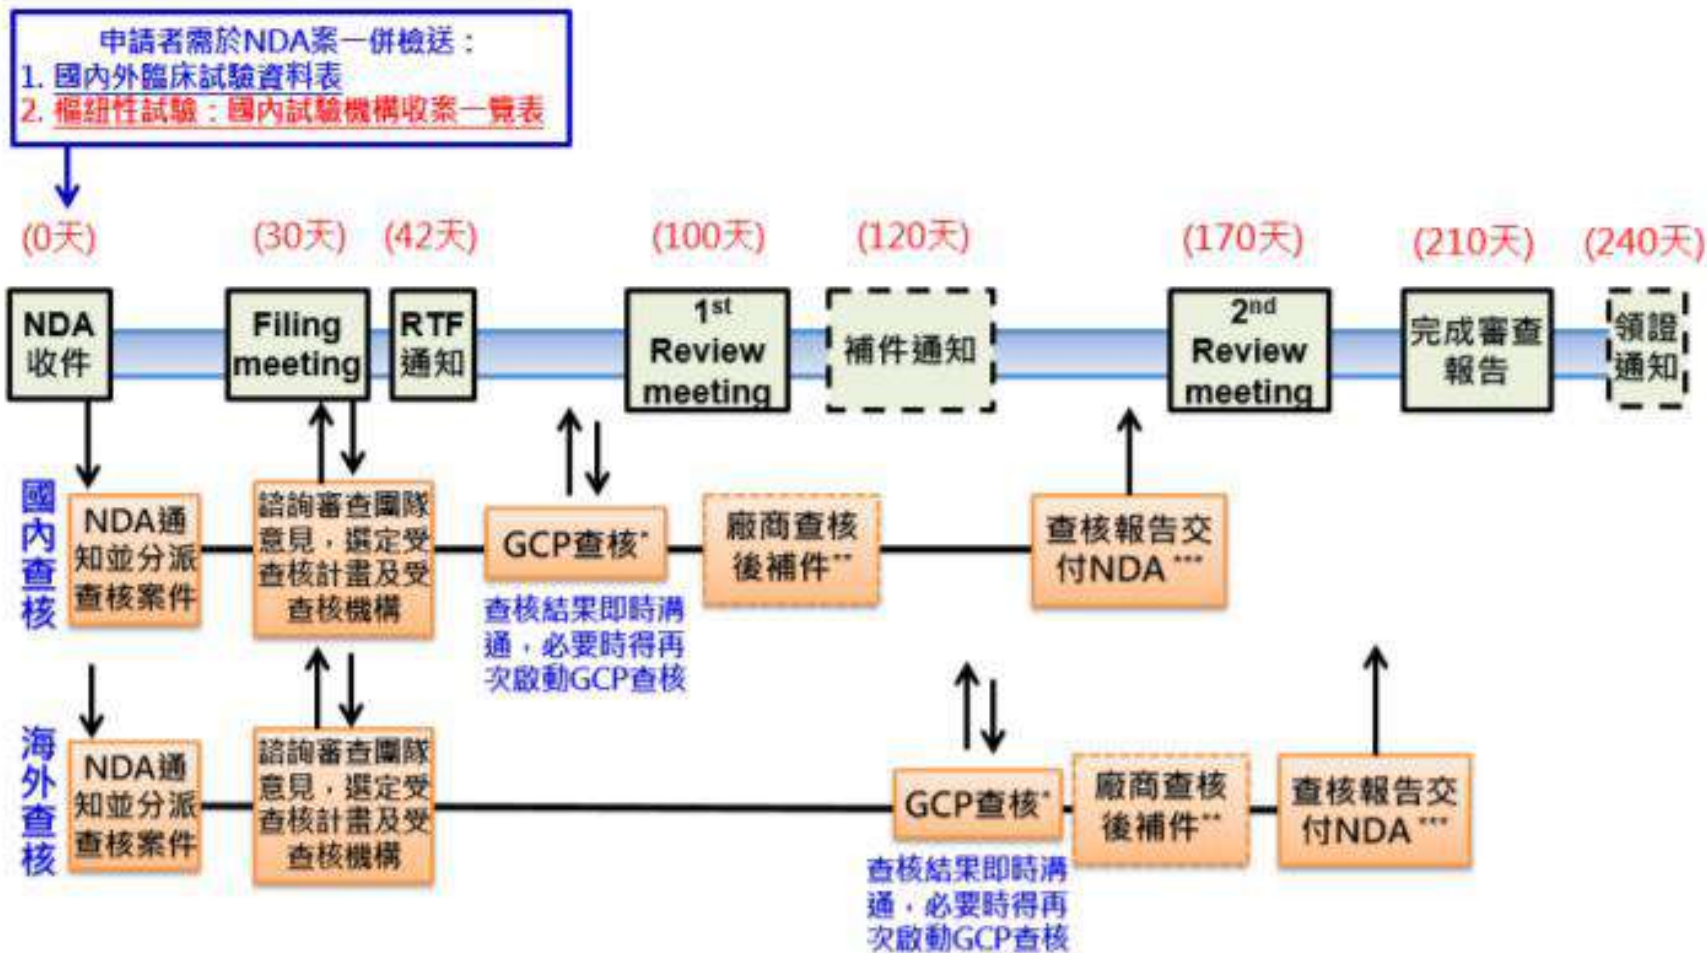 申請者需於NDA案一併檢送：
1. 國內外臨床試驗資料表
2. 樞紐性試驗：國內試驗機構收案一覽表
(0天)
(30天)
(42天)
(100天)
(120天)
(170天)
(210天)
(240天)
NDA
收件
Filing
meeting
RTF
通知
1st
Review
meeting
補件通知
2nd
Review
meeting
完成審查
報告
領證
通知
國內查核
NDA通
知並分派
查核案件
諮詢審查團隊
意見，選定受
查核計畫及受
查核機構
GCP查核*
查核結果即時溝
通，必要時得再
次啟動GCP查核
廠商查核
後補件**
查核報告交
付NDA***
海外查核
NDA通
知並分派
查核案件
諮詢審查團隊
意見，選定受
查核計畫及受
查核機構
GCP查核*
查核結果即時溝
通，必要時得再
次啟動GCP查核
廠商查核
後補件**
查核報告交
付NDA***